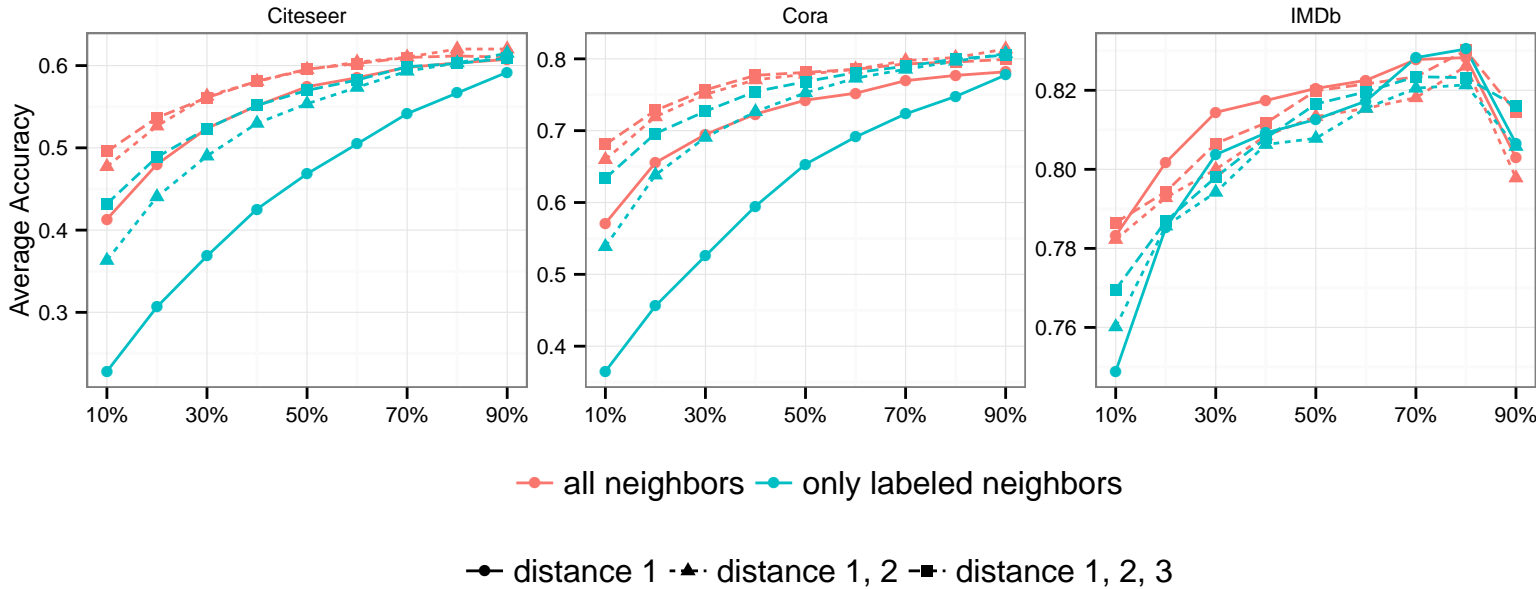 Citeseer Cora IMDb
Average Accuracy
0.6
0.5
0.4
0.3
10% 30% 50% 70% 90%
0.8
0.7
0.6
0.5
0.4
10% 30% 50% 70% 90%
0.82
0.80
0.78
0.76
10% 30% 50% 70% 90%
all neighbors only labeled neighbors
distance 1 distance 1, 2 distance 1, 2, 3